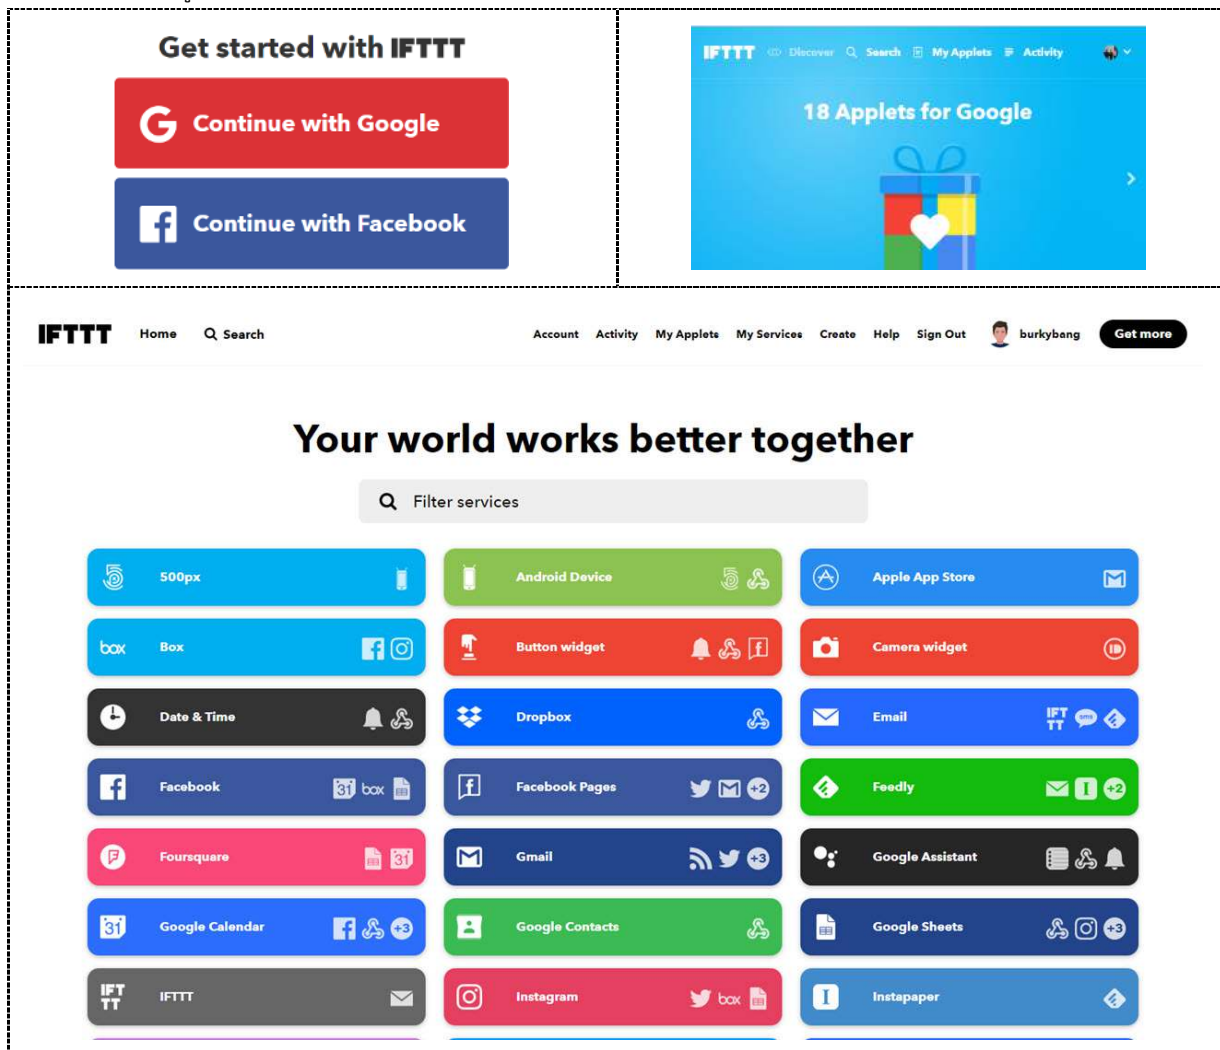 Get started with IFTTT
Continue with Google
Continue with Facebook
IFTTT Discover Search My Applets Activity
18 Applets for Google
IFTTT Home Search Account Activity My Applets My Services Create Help Sign Out burkybang Get more
Your world works better together
Filter services
500px Android Device Apple App Store
box Box Button widget Camera widget
Date & Time Dropbox Email IFTTT sms
Facebook 31 box Facebook Pages +2 Feedly I +2
Foursquare 31 Gmail +3 Google Assistant
31 Google Calendar +3 Google Contacts Google Sheets +3
IFTTT IFTTT Instagram box I Instapaper